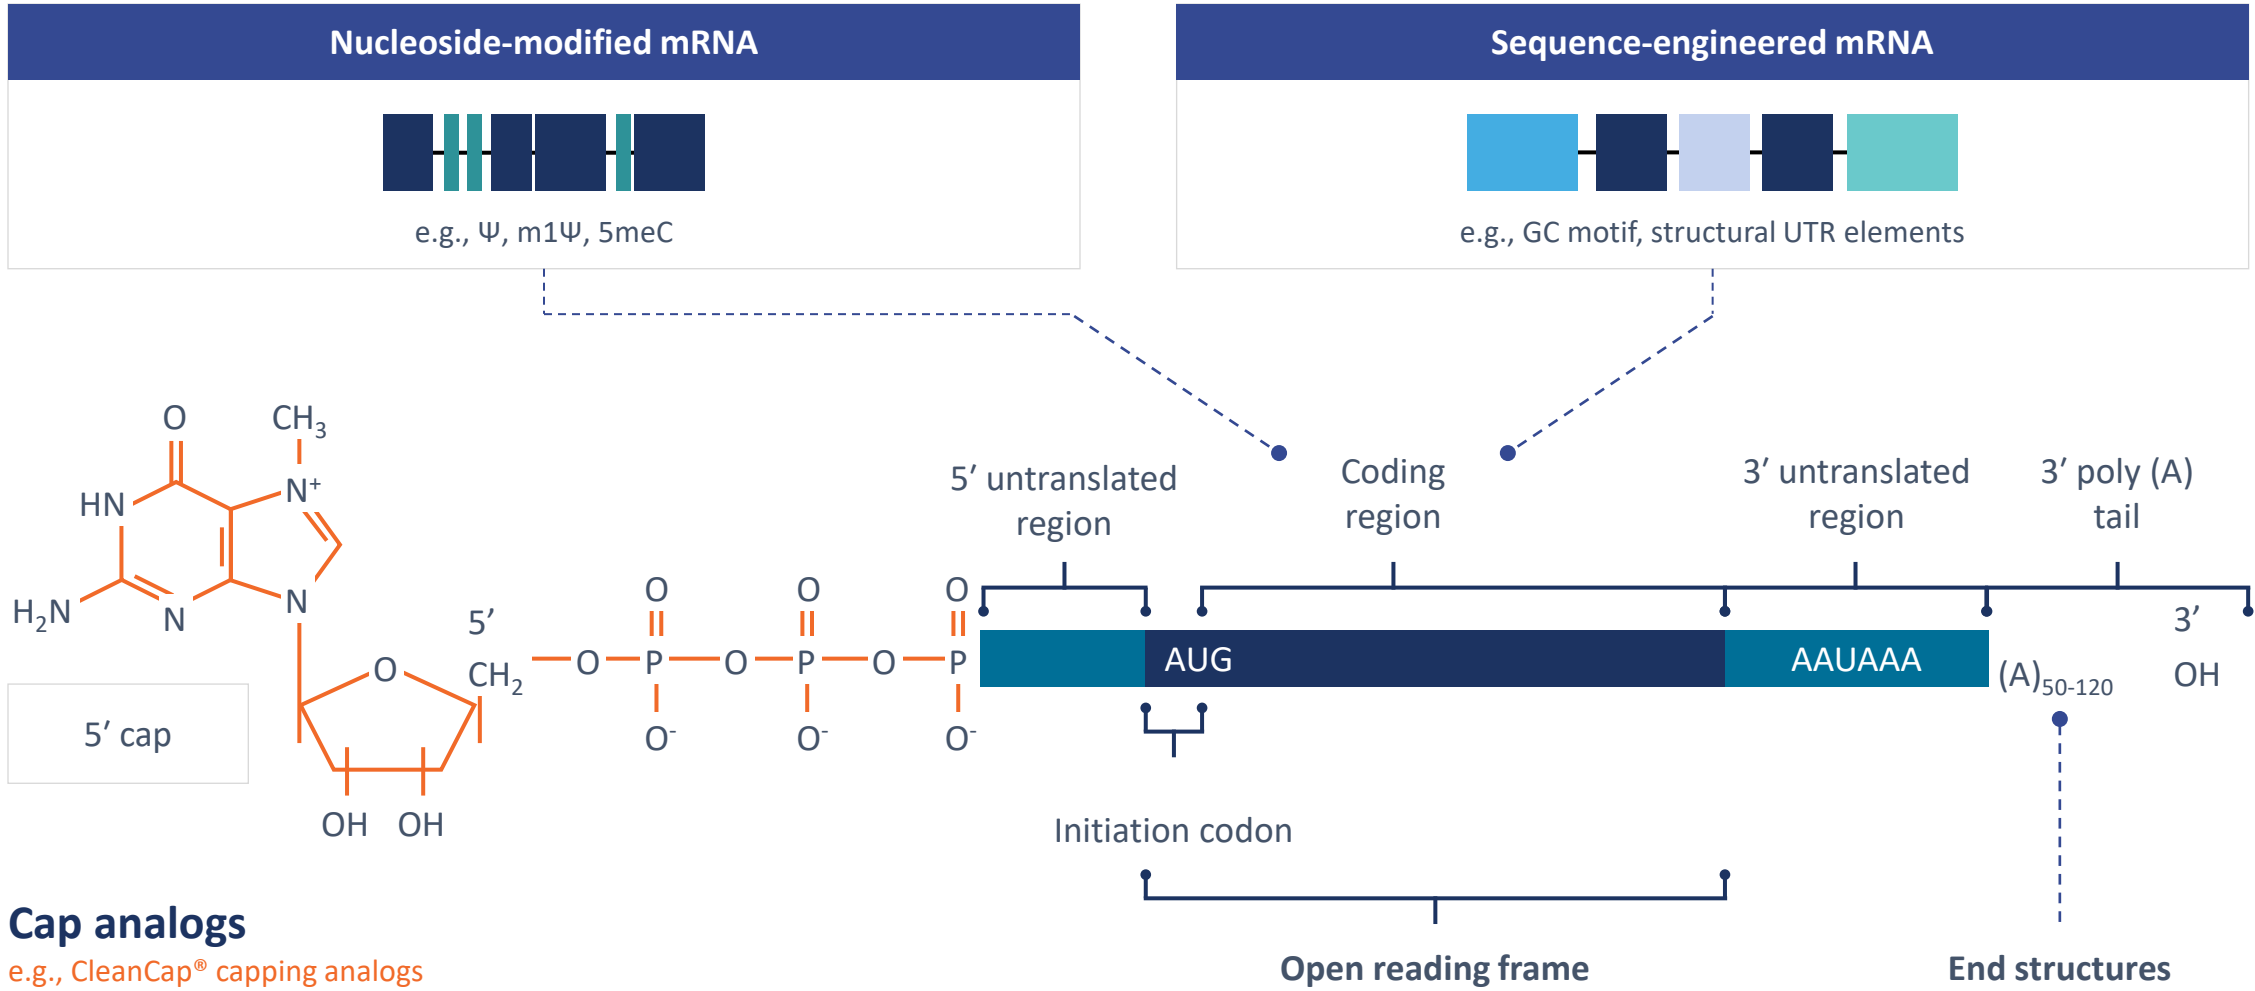 Nucleoside-modified mRNA
e.g., Ψ, m1Ψ, 5meC
Sequence-engineered mRNA
e.g., GC motif, structural UTR elements
O
CH₃
HN
N⁺
H₂N
N
N
O
5′
CH₂
OH OH
5′ cap
O
O
O
O
P
O
P
O
P
O⁻
O⁻
O⁻
5′ untranslated
region
Coding
region
3′ untranslated
region
3′ poly (A)
tail
AUG
AAUAAA
(A)₅₀₋₁₂₀
3′
OH
Initiation codon
Cap analogs
e.g., CleanCap® capping analogs
Open reading frame
End structures